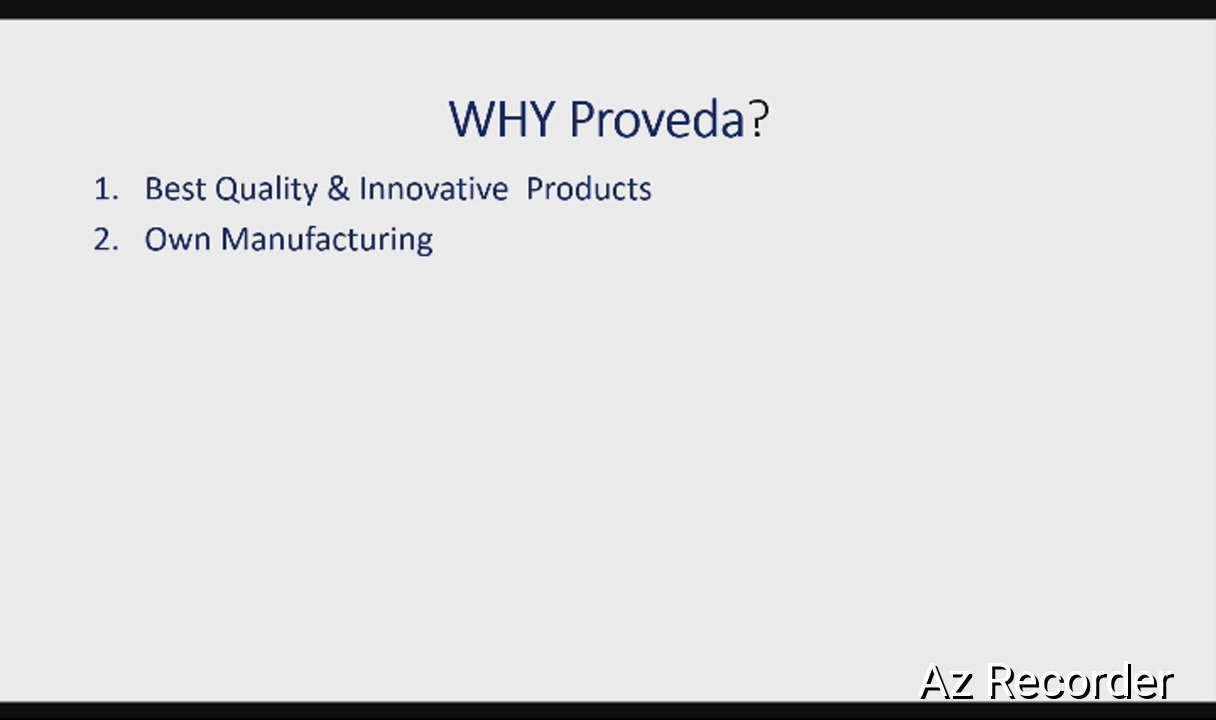 WHY Proveda?
1. Best Quality & Innovative Products
2. Own Manufacturing
Az Recorder